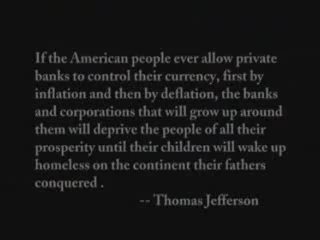 If the American people ever allow private
banks to control their currency, first by
inflation and then by deflation, the banks
and corporations that will grow up around
them will deprive the people of all their
prosperity until their children will wake up
homeless on the continent their fathers
conquered .
-- Thomas Jefferson